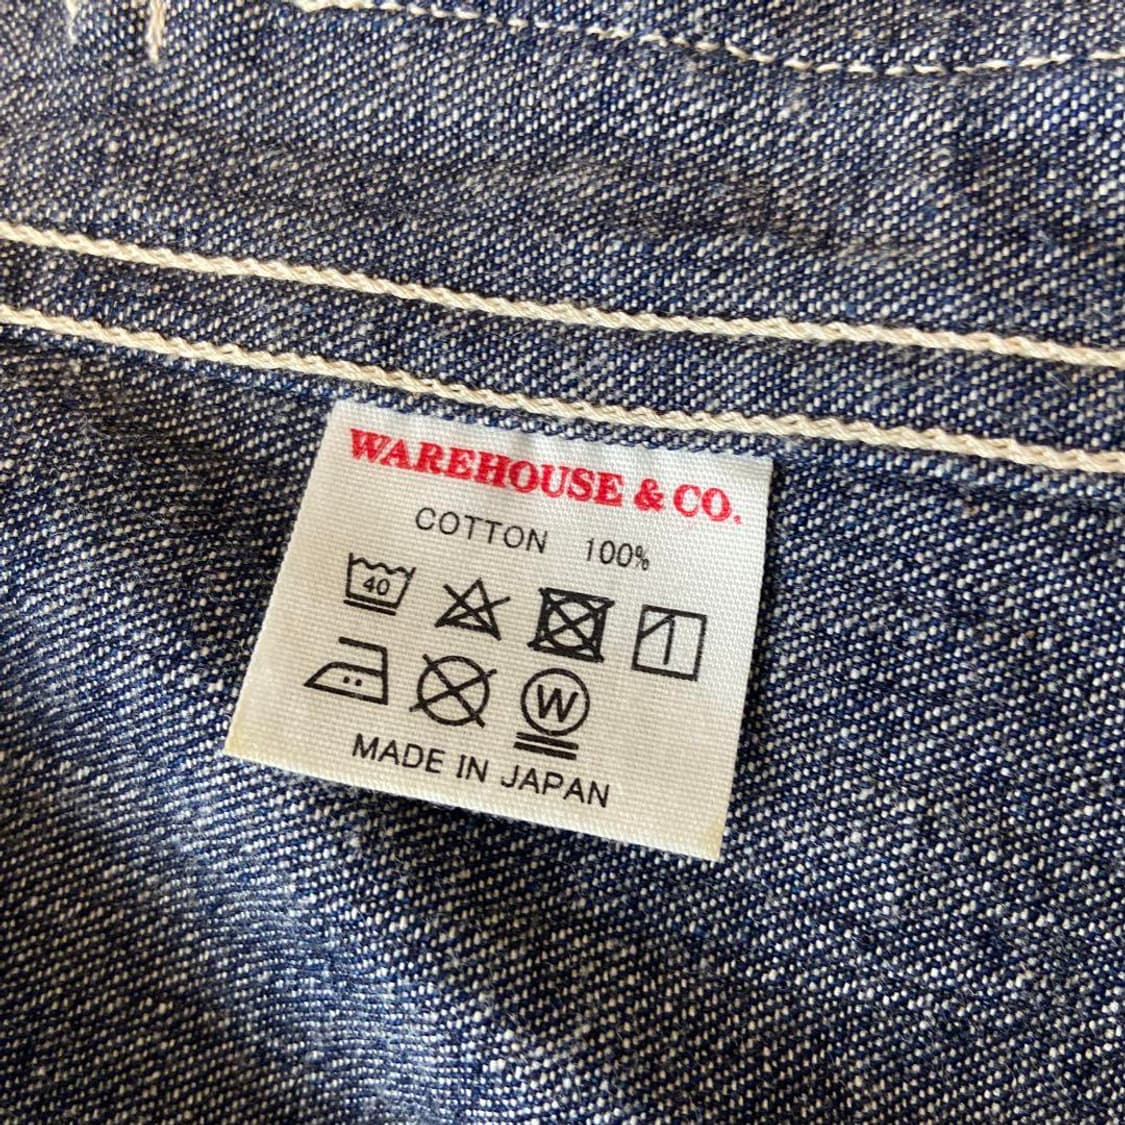 WAREHOUSE & CO.
COTTON 100%
40
W
MADE IN JAPAN